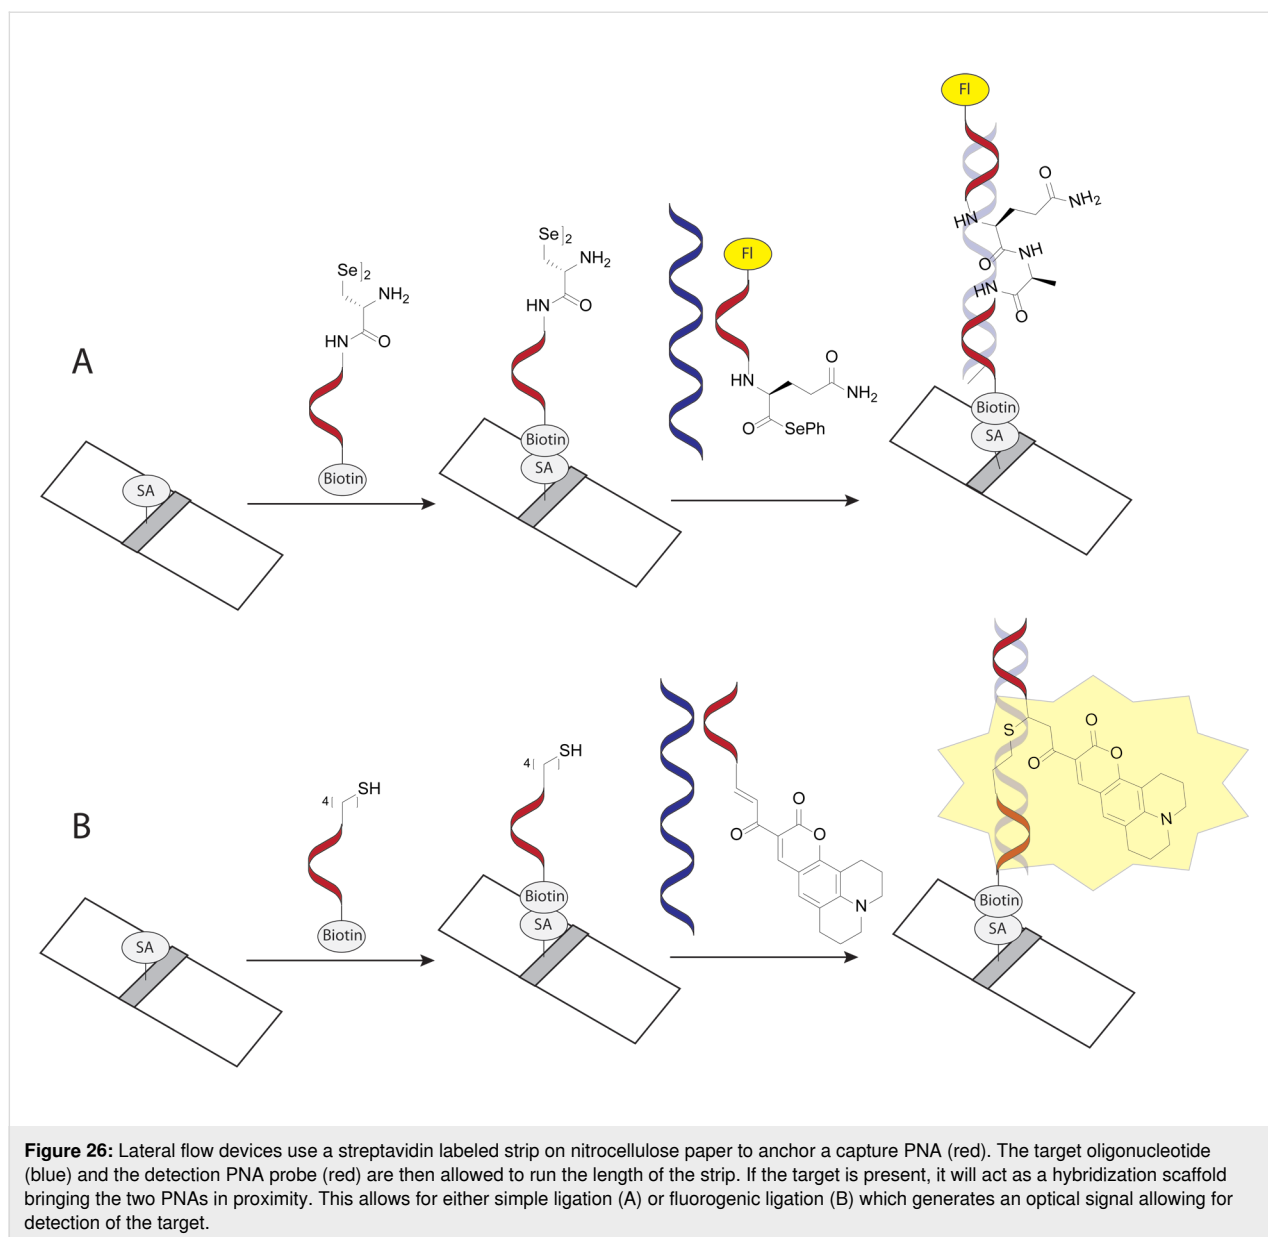 Fl
O
NH2
HN
O
NH
HN
O
Biotin
SA
A
Se]2
NH2
HN
O
Biotin
SA
Se]2
NH2
HN
O
Biotin
SA
Fl
HN
O
NH2
O
SePh
B
SA
4
SH
Biotin
4
SH
Biotin
SA
O
O
O
N
S
O
O
O
N
Biotin
SA
Figure 26: Lateral flow devices use a streptavidin labeled strip on nitrocellulose paper to anchor a capture PNA (red). The target oligonucleotide
(blue) and the detection PNA probe (red) are then allowed to run the length of the strip. If the target is present, it will act as a hybridization scaffold
bringing the two PNAs in proximity. This allows for either simple ligation (A) or fluorogenic ligation (B) which generates an optical signal allowing for
detection of the target.